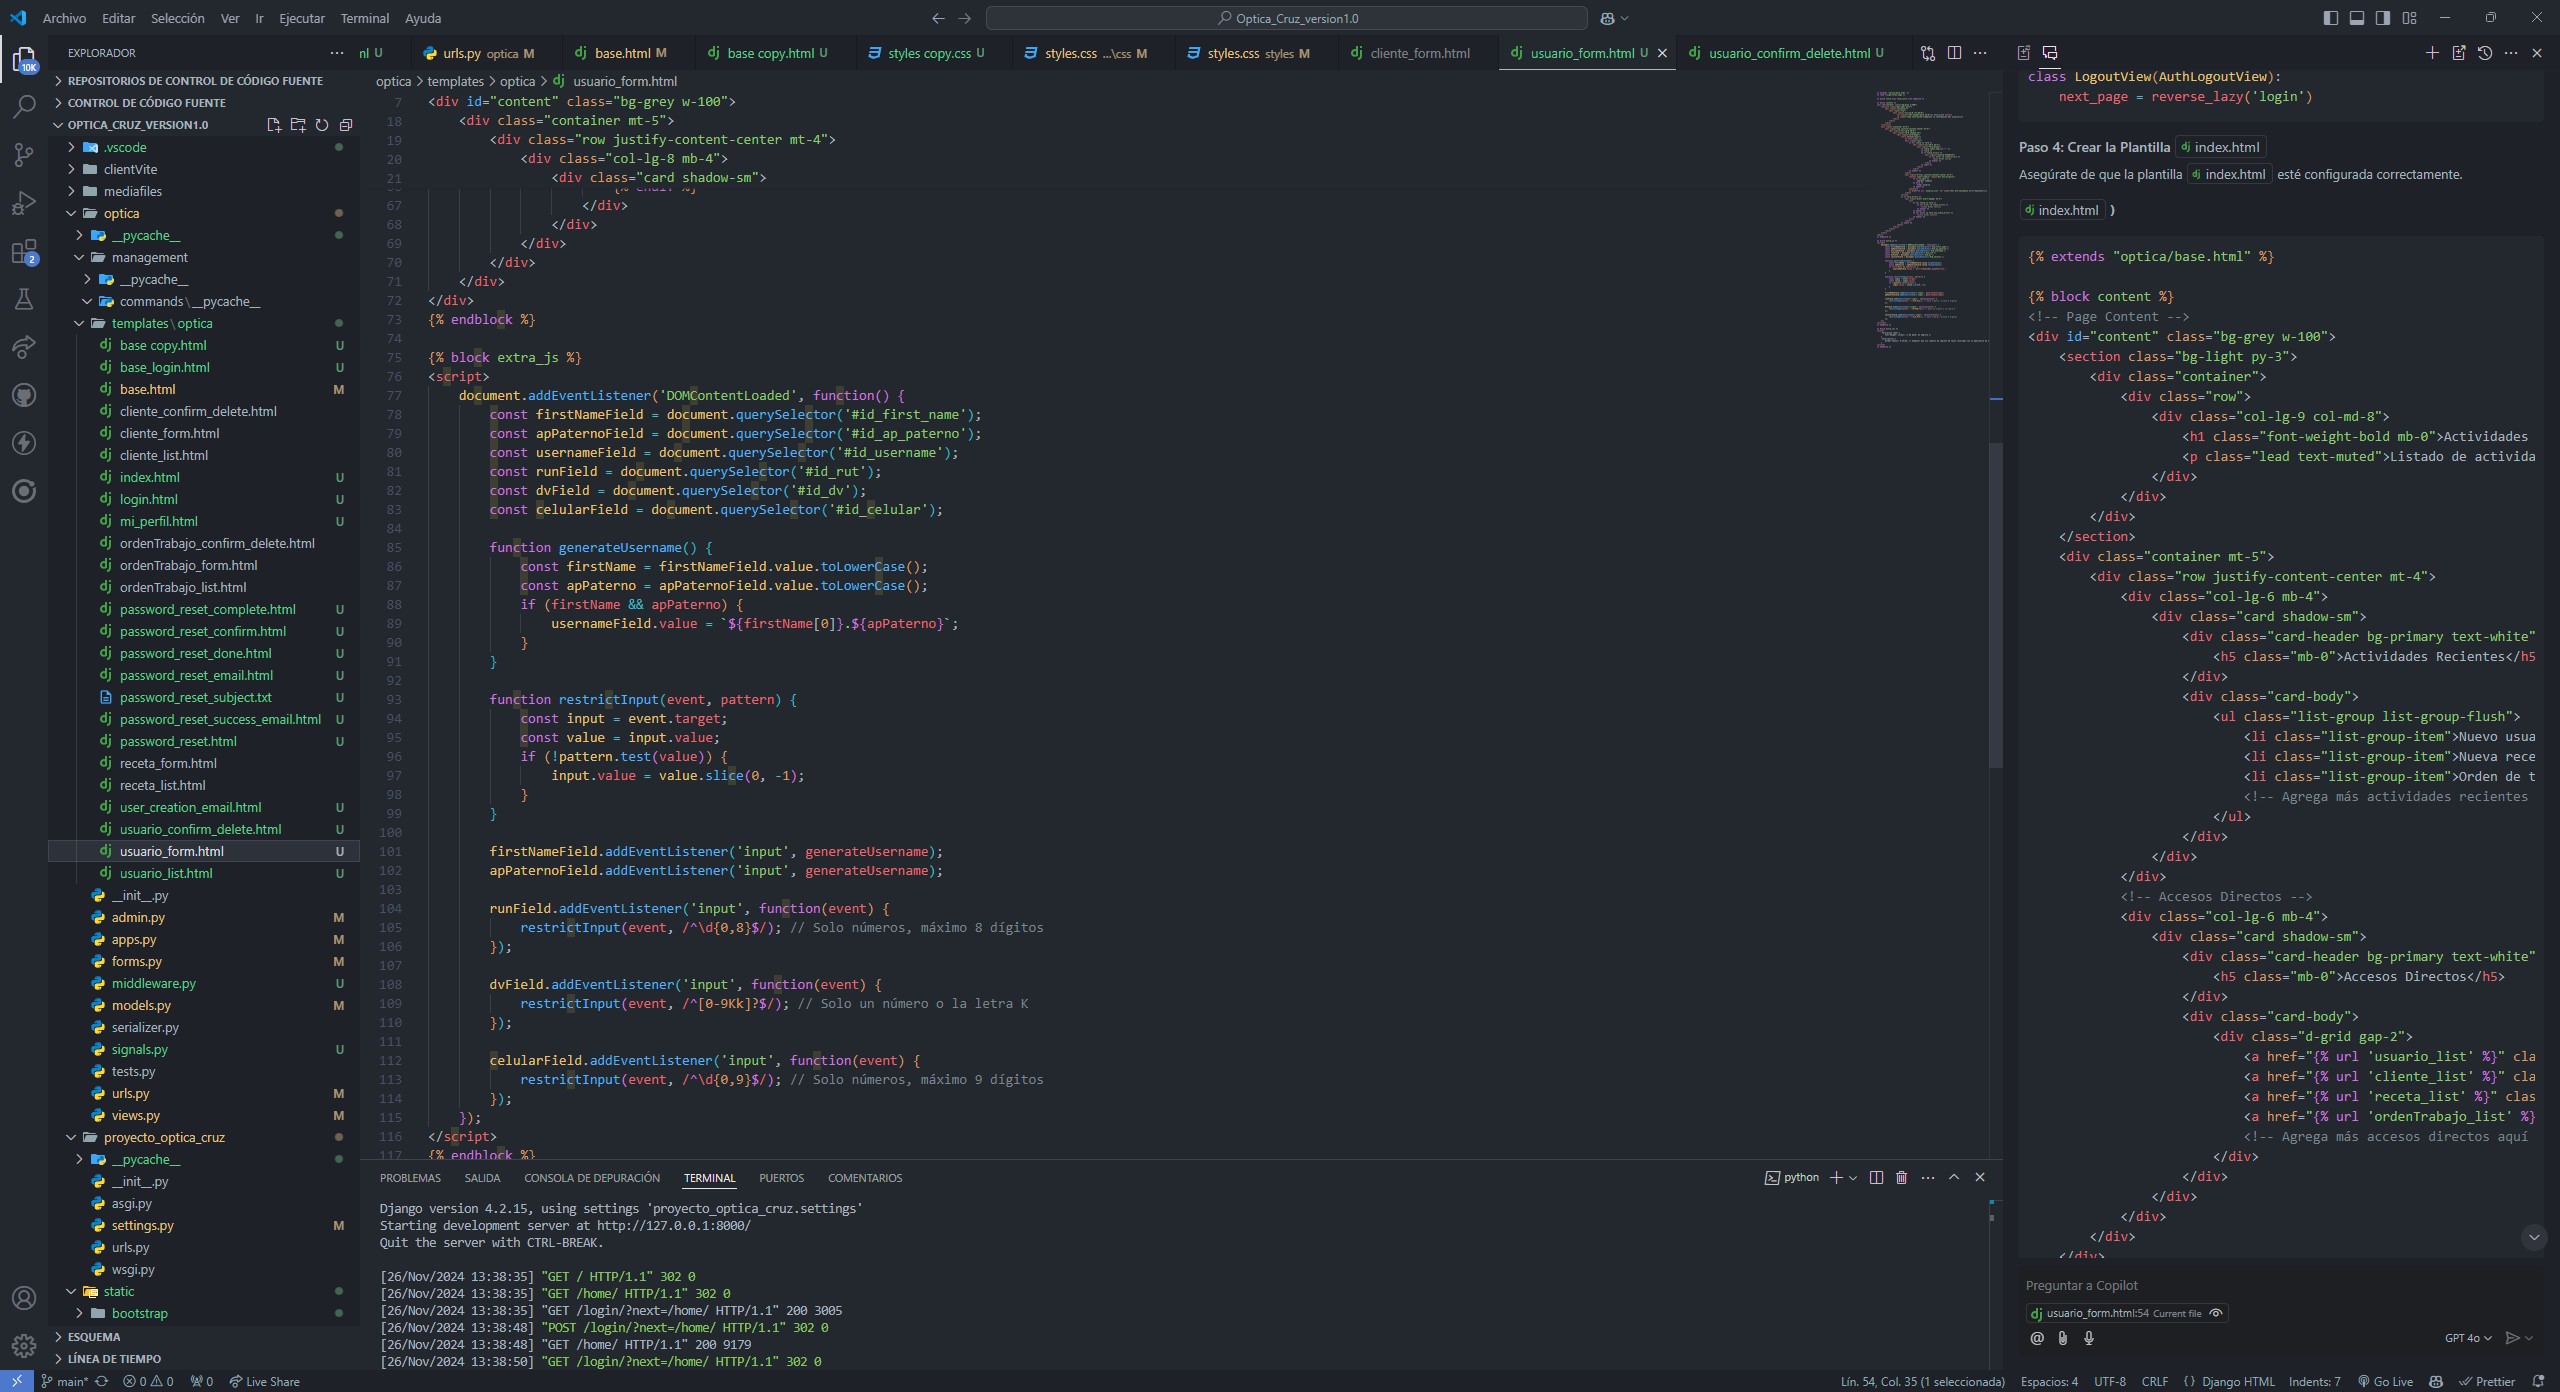 Archivo Editar Selección Ver Ir Ejecutar Terminal Ayuda
Optica_Cruz_version1.0
EXPLORADOR
REPOSITORIOS DE CONTROL DE CÓDIGO FUENTE
CONTROL DE CÓDIGO FUENTE
OPTICA_CRUZ_VERSION1.0
10K
2
.vscode
clientVite
mediafiles
optica
__pycache__
management
__pycache__
commands\__pycache__
templates\optica
base copy.html U
base_login.html U
base.html M
cliente_confirm_delete.html
cliente_form.html
cliente_list.html
index.html U
login.html U
mi_perfil.html U
ordenTrabajo_confirm_delete.html
ordenTrabajo_form.html
ordenTrabajo_list.html
password_reset_complete.html U
password_reset_confirm.html U
password_reset_done.html U
password_reset_email.html U
password_reset_subject.txt U
password_reset_success_email.html U
password_reset.html U
receta_form.html
receta_list.html
user_creation_email.html U
usuario_confirm_delete.html U
usuario_form.html U
usuario_list.html U
__init__.py
admin.py M
apps.py M
forms.py M
middleware.py U
models.py M
serializer.py
signals.py U
tests.py
urls.py M
views.py M
proyecto_optica_cruz
__pycache__
__init__.py
asgi.py
settings.py M
urls.py
wsgi.py
static
bootstrap
ESQUEMA
LÍNEA DE TIEMPO
nl U urls.py optica M base.html M base copy.html U styles copy.css U styles.css ...\css M styles.css styles M cliente_form.html usuario_form.html U usuario_confirm_delete.html U
optica > templates > optica > usuario_form.html
7 <div id="content" class="bg-grey w-100">
18 <div class="container mt-5">
19 <div class="row justify-content-center mt-4">
20 <div class="col-lg-8 mb-4">
21 <div class="card shadow-sm">
67 </div>
68 </div>
69 </div>
70 </div>
71 </div>
72 </div>
73 {% endblock %}
74
75 {% block extra_js %}
76 <script>
77 document.addEventListener('DOMContentLoaded', function() {
78 const firstNameField = document.querySelector('#id_first_name');
79 const apPaternoField = document.querySelector('#id_ap_paterno');
80 const usernameField = document.querySelector('#id_username');
81 const runField = document.querySelector('#id_rut');
82 const dvField = document.querySelector('#id_dv');
83 const celularField = document.querySelector('#id_celular');
84
85 function generateUsername() {
86 const firstName = firstNameField.value.toLowerCase();
87 const apPaterno = apPaternoField.value.toLowerCase();
88 if (firstName && apPaterno) {
89 usernameField.value = `${firstName[0]}.${apPaterno}`;
90 }
91 }
92
93 function restrictInput(event, pattern) {
94 const input = event.target;
95 const value = input.value;
96 if (!pattern.test(value)) {
97 input.value = value.slice(0, -1);
98 }
99 }
100
101 firstNameField.addEventListener('input', generateUsername);
102 apPaternoField.addEventListener('input', generateUsername);
103
104 runField.addEventListener('input', function(event) {
105 restrictInput(event, /^\d{0,8}$/); // Solo números, máximo 8 dígitos
106 });
107
108 dvField.addEventListener('input', function(event) {
109 restrictInput(event, /^[0-9Kk]?$/); // Solo un número o la letra K
110 });
111
112 celularField.addEventListener('input', function(event) {
113 restrictInput(event, /^\d{0,9}$/); // Solo números, máximo 9 dígitos
114 });
115 });
116 </script>
117 {% endblock %}
PROBLEMAS SALIDA CONSOLA DE DEPURACIÓN TERMINAL PUERTOS COMENTARIOS
python
Django version 4.2.15, using settings 'proyecto_optica_cruz.settings'
Starting development server at http://127.0.0.1:8000/
Quit the server with CTRL-BREAK.
[26/Nov/2024 13:38:35] "GET / HTTP/1.1" 302 0
[26/Nov/2024 13:38:35] "GET /home/ HTTP/1.1" 302 0
[26/Nov/2024 13:38:35] "GET /login/?next=/home/ HTTP/1.1" 200 3005
[26/Nov/2024 13:38:48] "POST /login/?next=/home/ HTTP/1.1" 302 0
[26/Nov/2024 13:38:48] "GET /home/ HTTP/1.1" 200 9179
[26/Nov/2024 13:38:50] "GET /login/?next=/home/ HTTP/1.1" 302 0
class LogoutView(AuthLogoutView):
next_page = reverse_lazy('login')
Paso 4: Crear la Plantilla index.html
Asegúrate de que la plantilla index.html esté configurada correctamente.
index.html )
{% extends "optica/base.html" %}
{% block content %}
<!-- Page Content -->
<div id="content" class="bg-grey w-100">
<section class="bg-light py-3">
<div class="container">
<div class="row">
<div class="col-lg-9 col-md-8">
<h1 class="font-weight-bold mb-0">Actividades
<p class="lead text-muted">Listado de activida
</div>
</div>
</div>
</section>
<div class="container mt-5">
<div class="row justify-content-center mt-4">
<div class="col-lg-6 mb-4">
<div class="card shadow-sm">
<div class="card-header bg-primary text-white"
<h5 class="mb-0">Actividades Recientes</h5
</div>
<div class="card-body">
<ul class="list-group list-group-flush">
<li class="list-group-item">Nuevo usua
<li class="list-group-item">Nueva rece
<li class="list-group-item">Orden de t
<!-- Agrega más actividades recientes
</ul>
</div>
</div>
</div>
<!-- Accesos Directos -->
<div class="col-lg-6 mb-4">
<div class="card shadow-sm">
<div class="card-header bg-primary text-white"
<h5 class="mb-0">Accesos Directos</h5>
</div>
<div class="card-body">
<div class="d-grid gap-2">
<a href="{% url 'usuario_list' %}" cla
<a href="{% url 'cliente_list' %}" cla
<a href="{% url 'receta_list' %}" clas
<a href="{% url 'ordenTrabajo_list' %}
<!-- Agrega más accesos directos aquí
</div>
</div>
</div>
</div>
</div>
</div>
Preguntar a Copilot
usuario_form.html:54 Current file
@
GPT 4o
main* 0 0 0 Live Share
Lín. 54, Col. 35 (1 seleccionada) Espacios: 4 UTF-8 CRLF {} Django HTML Indents: 7 Go Live Prettier